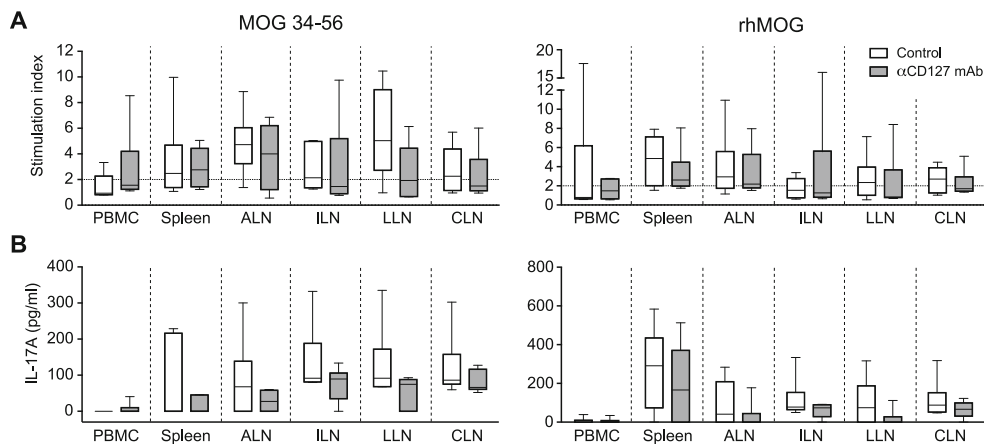 A
MOG 34-56
rhMOG
Control
αCD127 mAb
Stimulation index
12
10
8
6
4
2
0
PBMC Spleen ALN ILN LLN CLN
20
15
10
8
6
4
2
0
PBMC Spleen ALN ILN LLN CLN
B
IL-17A (pg/ml)
400
300
200
100
0
PBMC Spleen ALN ILN LLN CLN
800
600
400
200
0
PBMC Spleen ALN ILN LLN CLN